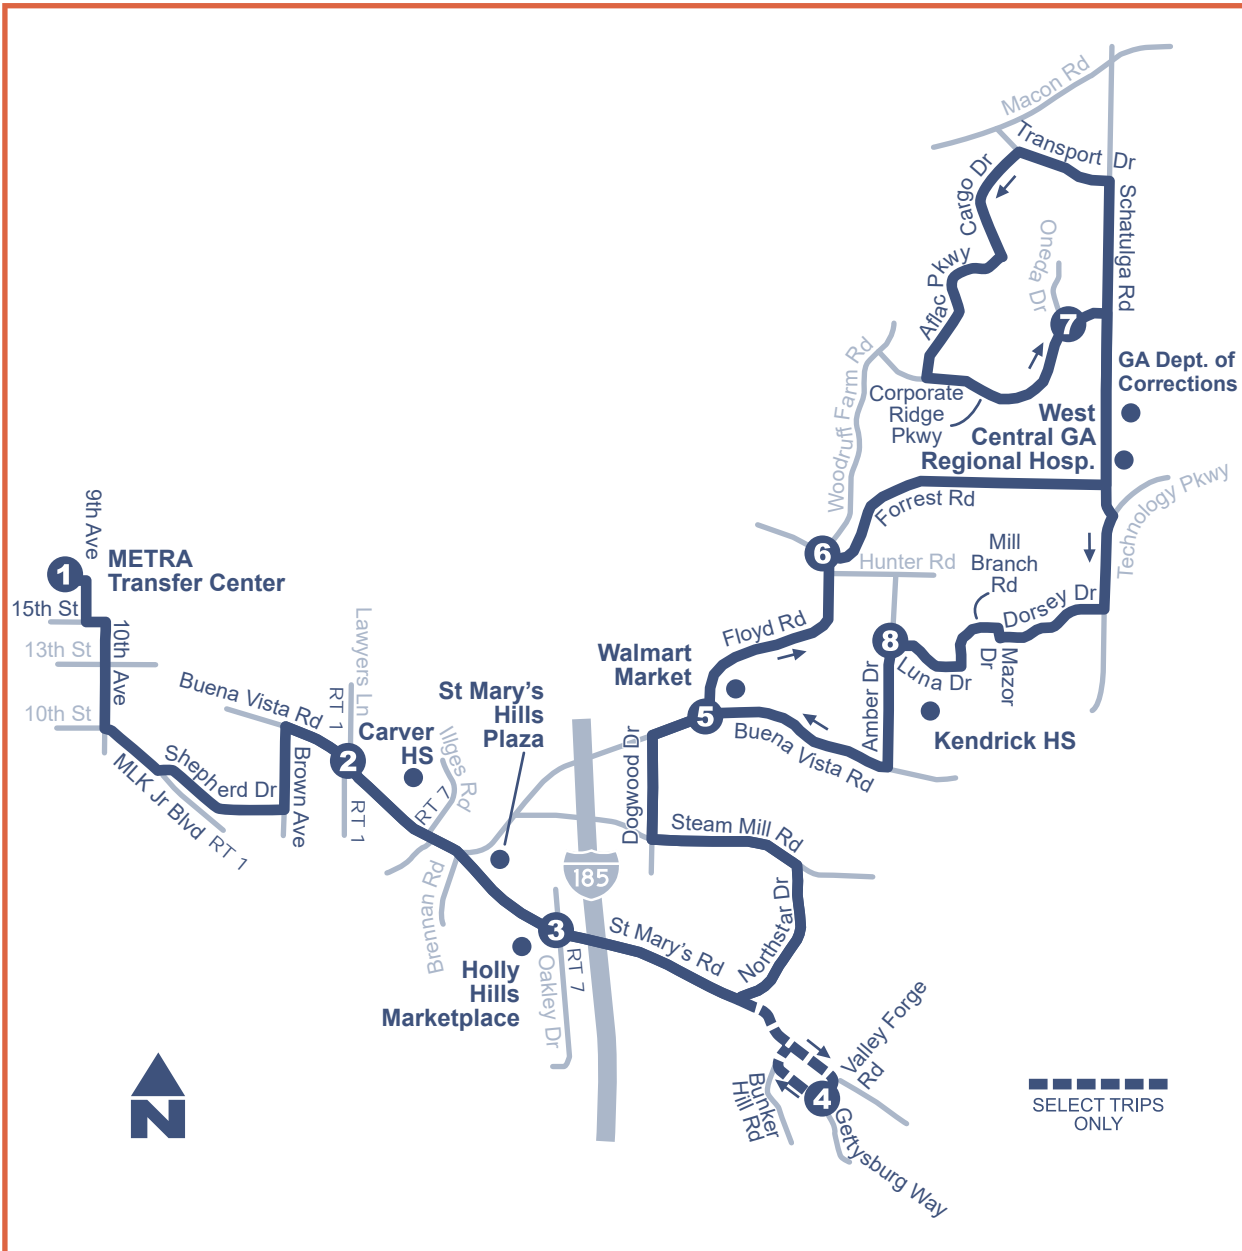 Macon Rd
Transport Dr
Cargo Dr
Schatulga Rd
Oneda Dr
Aflac Pkwy
7
GA Dept. of
Corrections
Woodruff Farm Rd
Corporate
Ridge
Pkwy
West
Central GA
Regional Hosp.
Technology Pkwy
Forrest Rd
9th Ave
METRA
Transfer Center
1
15th St
13th St
10th St
10th
Ave
6
Hunter Rd
Mill
Branch
Rd
Dorsey Dr
Mazor
Dr
8
Luna Dr
Floyd Rd
Amber Dr
Walmart
Market
5
Buena Vista Rd
Kendrick HS
Lawyers Ln
RT 1
Buena Vista Rd
Carver
HS
2
St Mary's
Hills
Plaza
Illges Rd
RT 7
Shepherd Dr
Brown Ave
RT 1
MLK Jr Blvd
RT 1
Dogwood Dr
Steam Mill Rd
185
Brennan Rd
3
RT 7
St Mary's Rd
Northstar Dr
Holly
Hills
Marketplace
Oakley Dr
Valley Forge
Rd
Bunker
Hill Rd
4
Gettysburg Way
N
SELECT TRIPS
ONLY